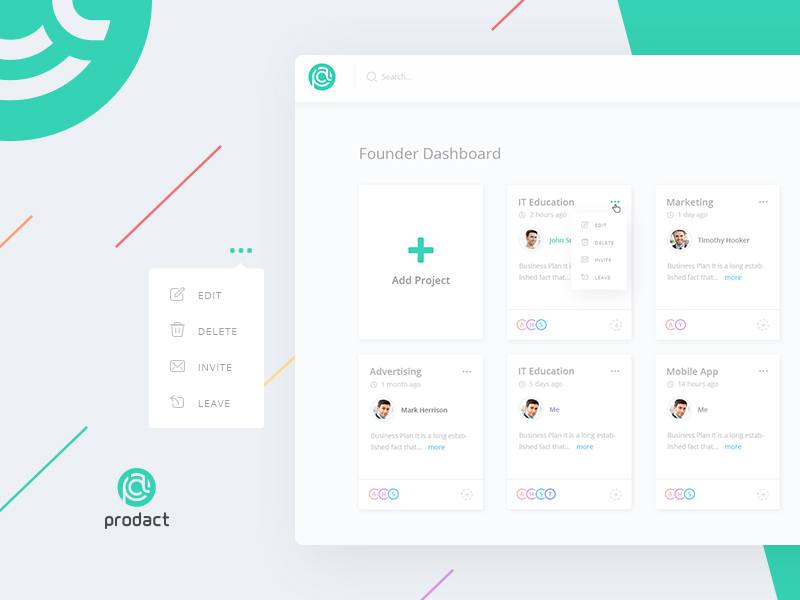 Search...
Founder Dashboard
Add Project
IT Education
2 hours ago
John
EDIT
DELETE
INVITE
LEAVE
Business Plan It
lished fact that...
A H S
Marketing
1 day ago
Timothy Hooker
Business Plan It is a long estab-
lished fact that... more
A Y
Advertising
1 month ago
Mark Herrison
Business Plan It is a long estab-
lished fact that... more
A H S
IT Education
5 days ago
Me
Business Plan It is a long estab-
lished fact that... more
A H S T
Mobile App
14 hours ago
Me
Business Plan It is a long estab-
lished fact that... more
A H S
EDIT
DELETE
INVITE
LEAVE
prodact